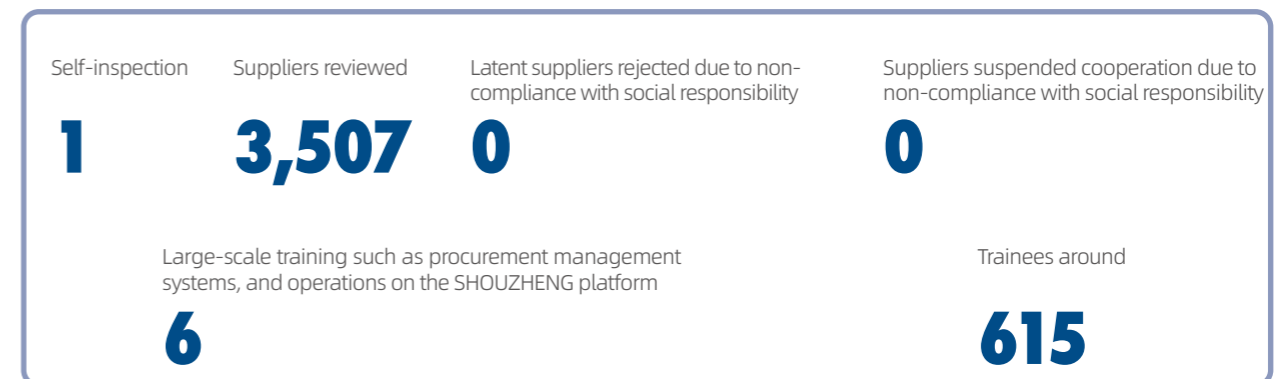 Self-inspection
1
Suppliers reviewed
3,507
Latent suppliers rejected due to non-
compliance with social responsibility
0
Suppliers suspended cooperation due to
non-compliance with social responsibility
0
Large-scale training such as procurement management
systems, and operations on the SHOUZHENG platform
6
Trainees around
615